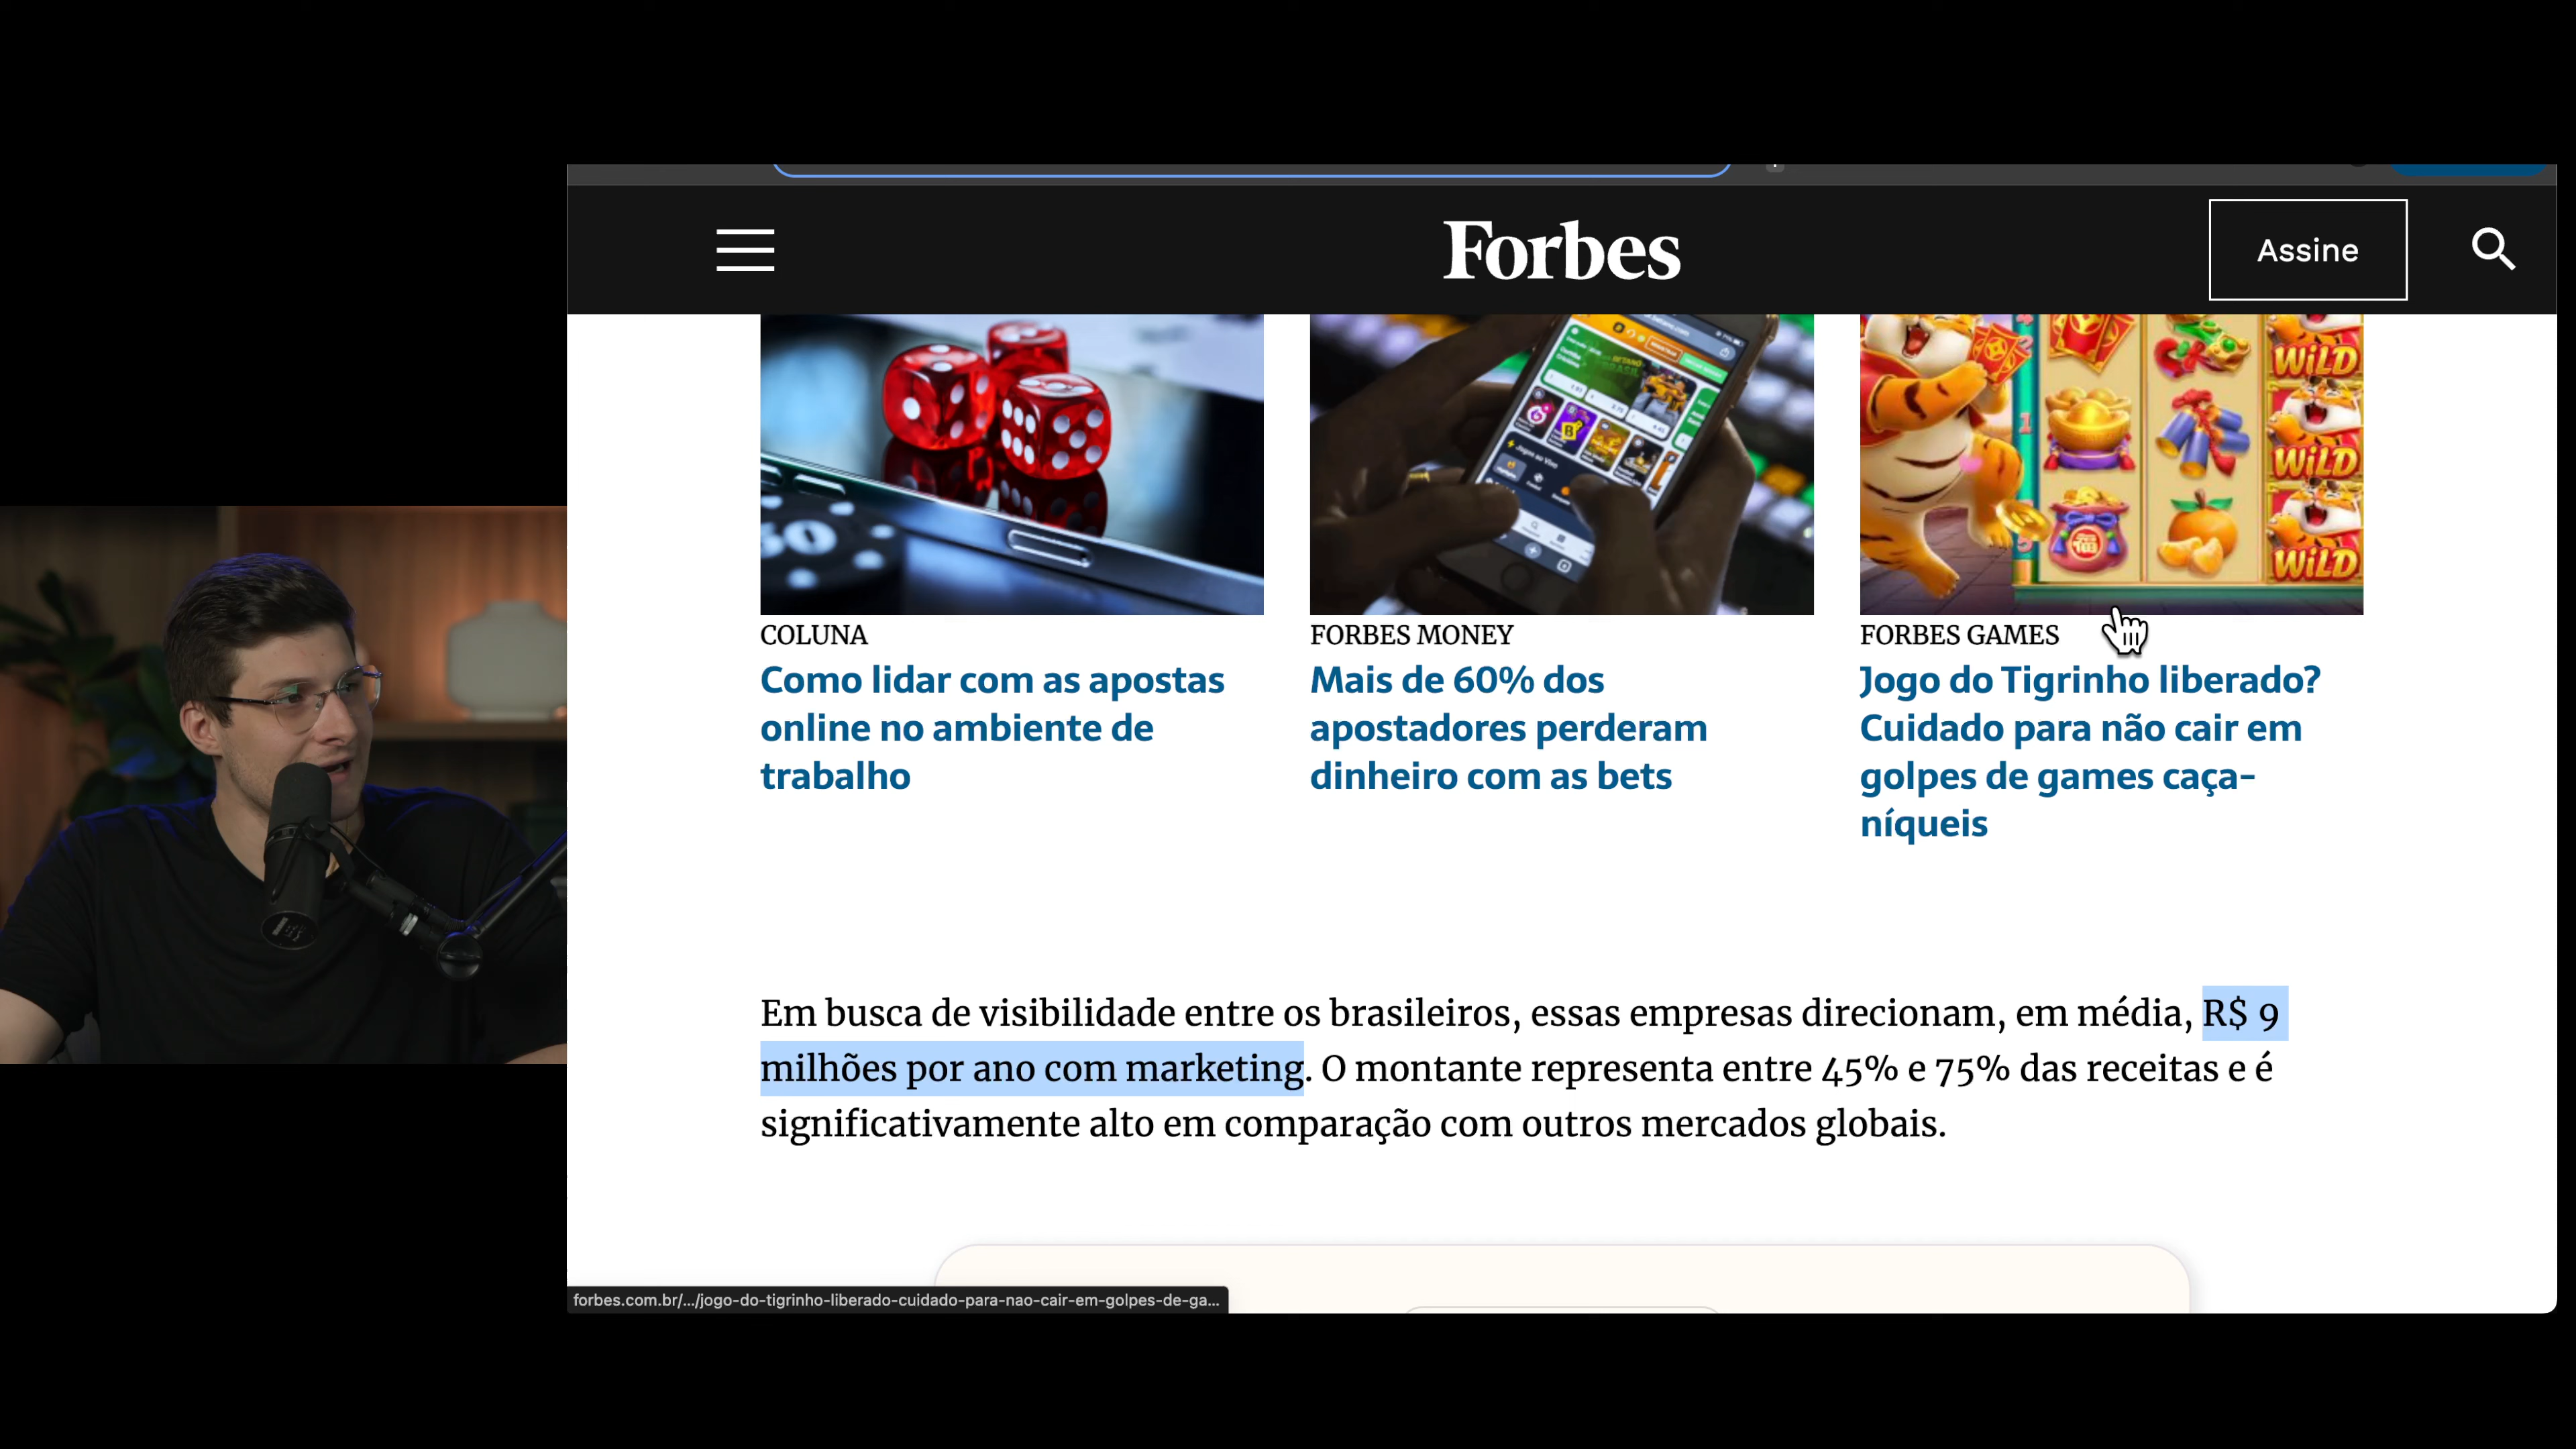 Forbes
Assine
WILD
WILD
WILD
COLUNA
Como lidar com as apostas
online no ambiente de
trabalho
FORBES MONEY
Mais de 60% dos
apostadores perderam
dinheiro com as bets
FORBES GAMES
Jogo do Tigrinho liberado?
Cuidado para não cair em
golpes de games caça-
níqueis
Em busca de visibilidade entre os brasileiros, essas empresas direcionam, em média, R$ 9
milhões por ano com marketing. O montante representa entre 45% e 75% das receitas e é
significativamente alto em comparação com outros mercados globais.
forbes.com.br/.../jogo-do-tigrinho-liberado-cuidado-para-nao-cair-em-golpes-de-ga...